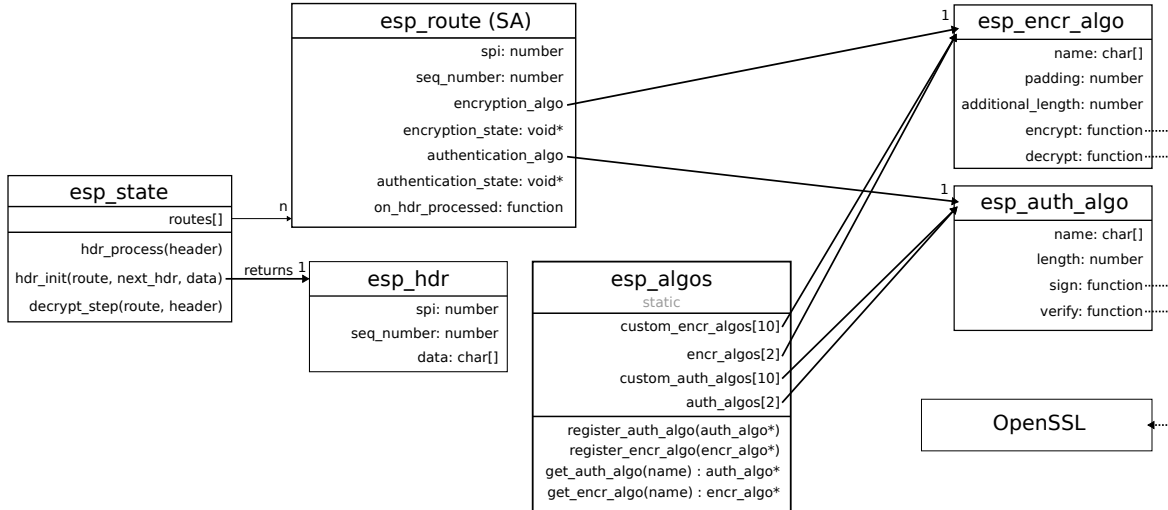 esp_route (SA)
spi: number
seq_number: number
encryption_algo
encryption_state: void*
authentication_algo
authentication_state: void*
on_hdr_processed: function
1
esp_encr_algo
name: char[]
padding: number
additional_length: number
encrypt: function
decrypt: function
esp_state
routes[]
n
hdr_process(header)
hdr_init(route, next_hdr, data)
decrypt_step(route, header)
returns 1
esp_hdr
spi: number
seq_number: number
data: char[]
esp_algos
static
custom_encr_algos[10]
encr_algos[2]
custom_auth_algos[10]
auth_algos[2]
register_auth_algo(auth_algo*)
register_encr_algo(encr_algo*)
get_auth_algo(name) : auth_algo*
get_encr_algo(name) : encr_algo*
1
esp_auth_algo
name: char[]
length: number
sign: function
verify: function
OpenSSL